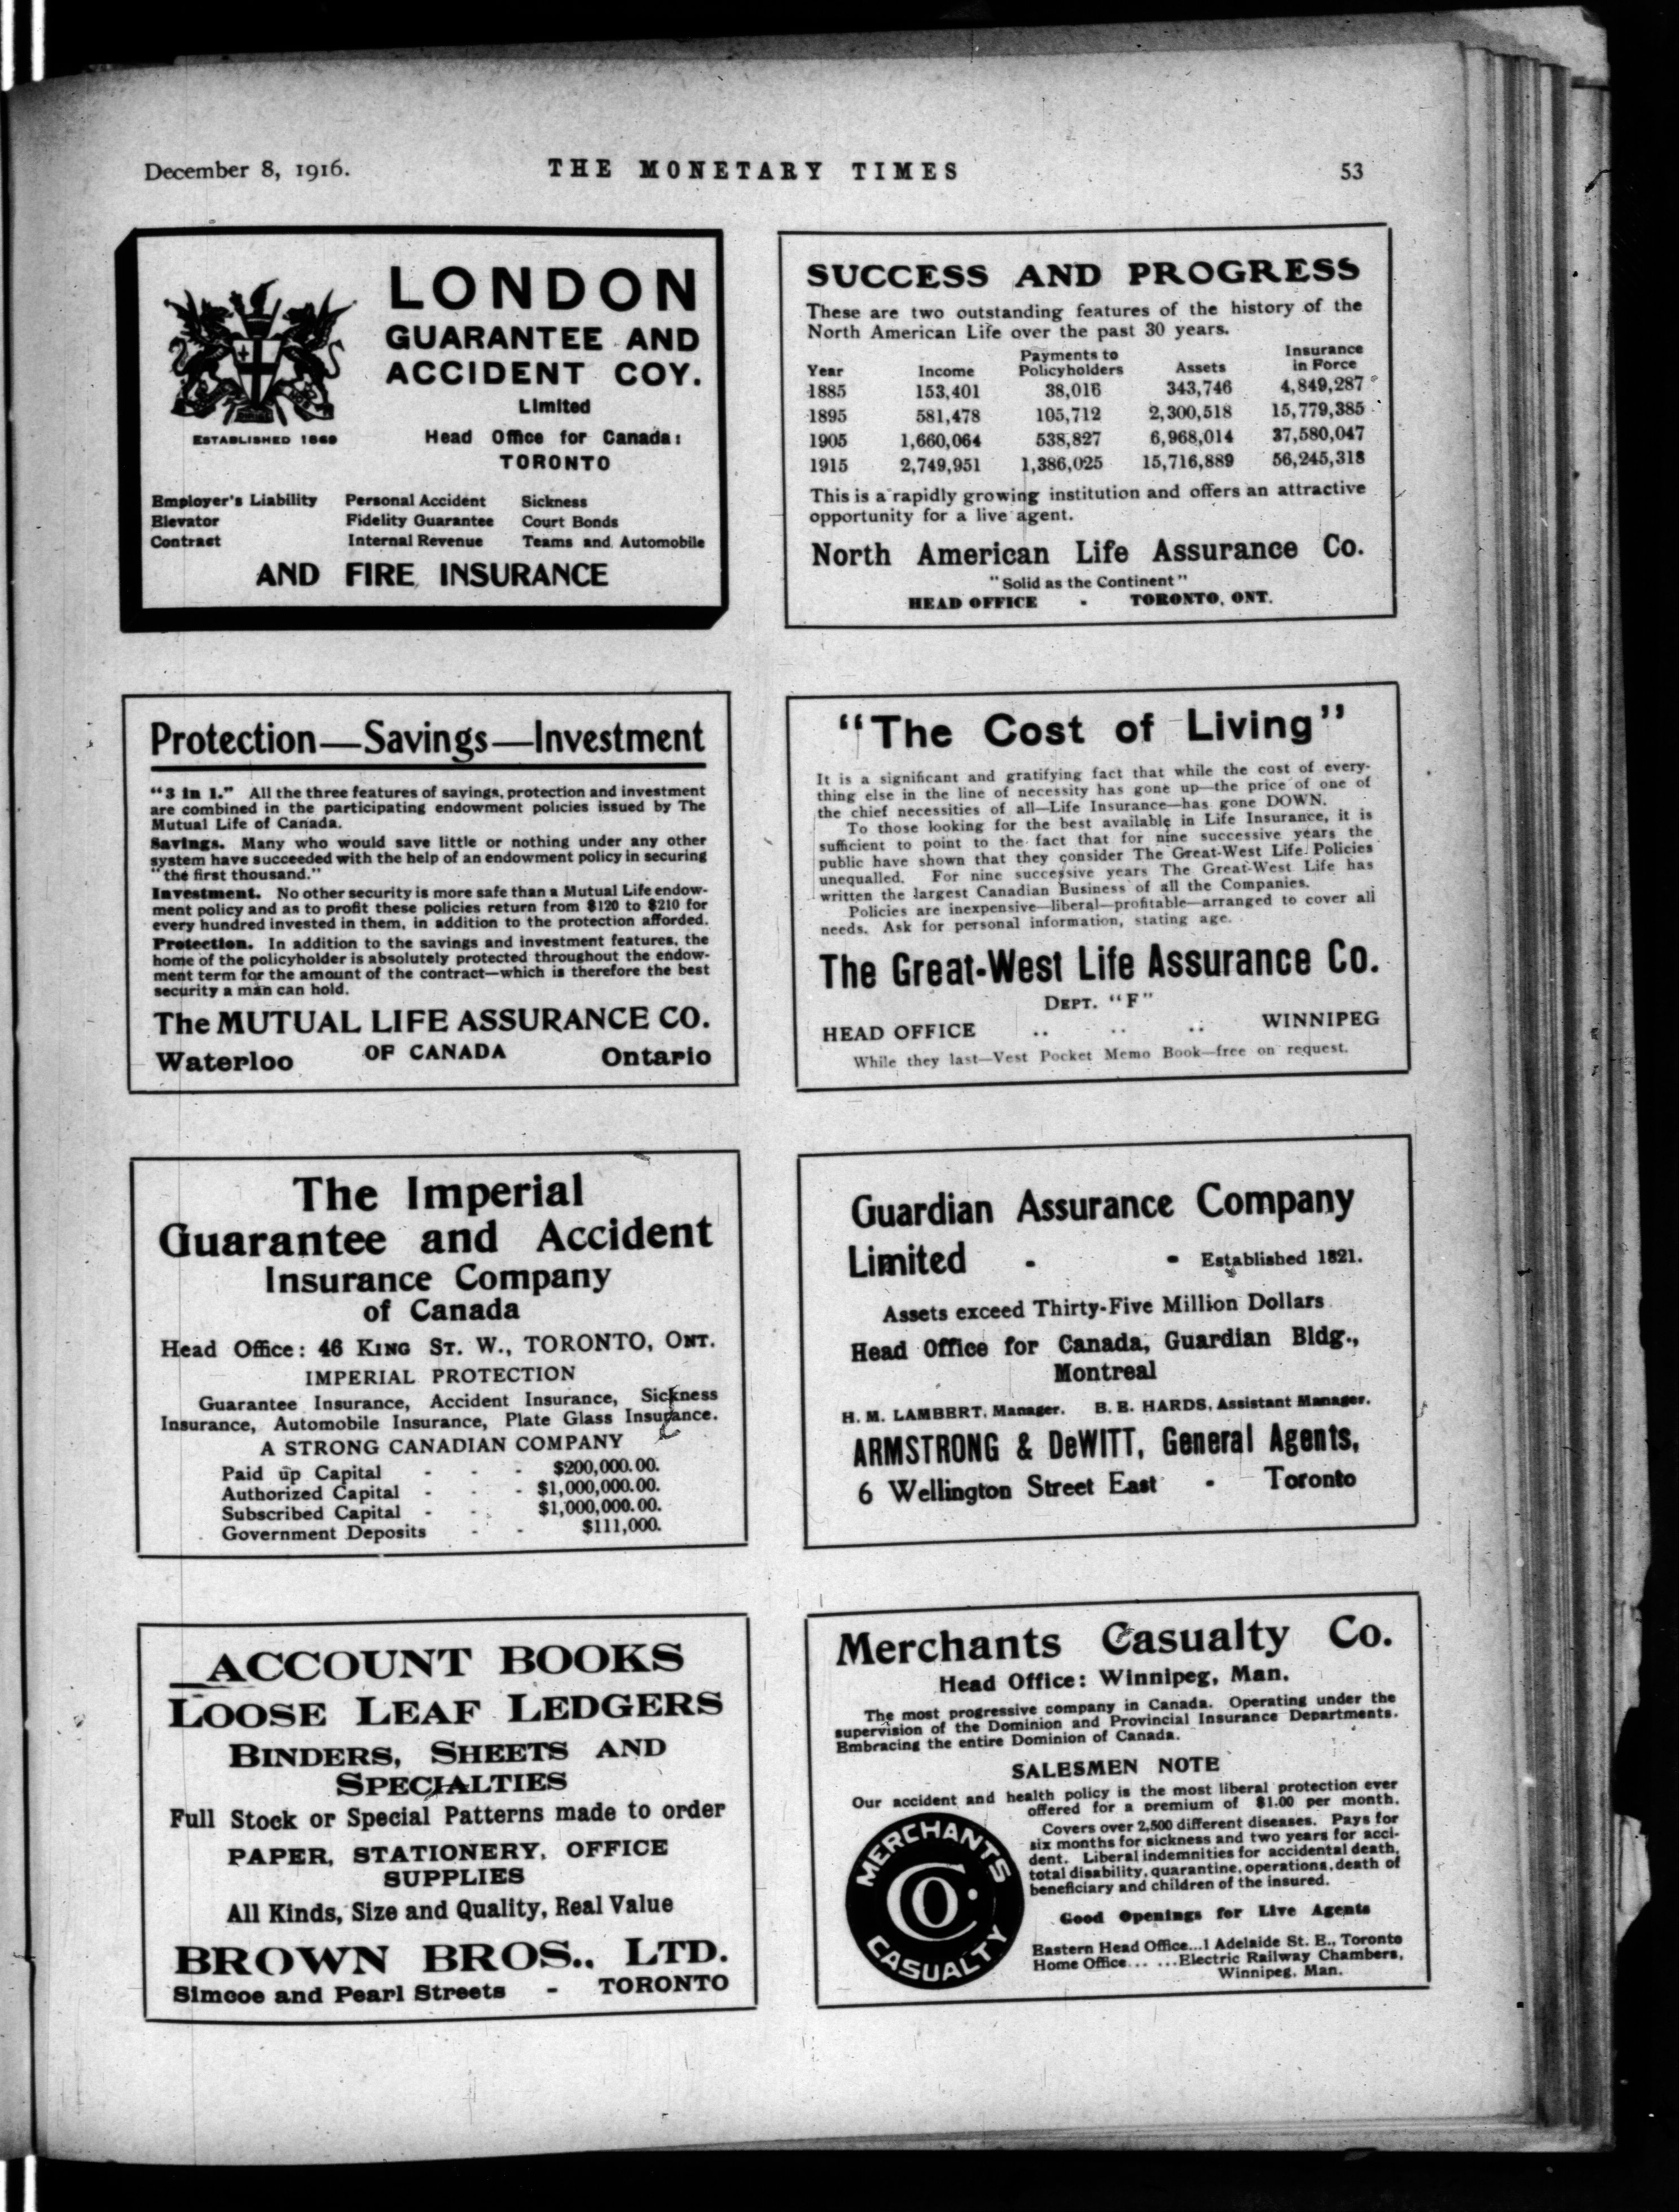 December 8, 1916.
THE MONETARY TIMES
53
LONDON
GUARANTEE AND
ACCIDENT COY.
Limited
ESTABLISHED 1869
Head Office for Canada:
TORONTO
Employer's Liability Personal Accident Sickness
Elevator Fidelity Guarantee Court Bonds
Contract Internal Revenue Teams and Automobile
AND FIRE INSURANCE
SUCCESS AND PROGRESS
These are two outstanding features of the history of the
North American Life over the past 30 years.
Year Income Payments to Policyholders Assets Insurance in Force
1885 153,401 38,016 343,746 4,849,287
1895 581,478 105,712 2,300,518 15,779,385
1905 1,660,064 538,827 6,968,014 37,580,047
1915 2,749,951 1,386,025 15,716,889 56,245,318
This is a rapidly growing institution and offers an attractive
opportunity for a live agent.
North American Life Assurance Co.
"Solid as the Continent"
HEAD OFFICE - TORONTO, ONT.
Protection—Savings—Investment
"3 in 1." All the three features of savings, protection and investment
are combined in the participating endowment policies issued by The
Mutual Life of Canada.
Savings. Many who would save little or nothing under any other
system have succeeded with the help of an endowment policy in securing
"the first thousand."
Investment. No other security is more safe than a Mutual Life endow-
ment policy and as to profit these policies return from $120 to $210 for
every hundred invested in them, in addition to the protection afforded.
Protection. In addition to the savings and investment features, the
home of the policyholder is absolutely protected throughout the endow-
ment term for the amount of the contract—which is therefore the best
security a man can hold.
The MUTUAL LIFE ASSURANCE CO.
Waterloo OF CANADA Ontario
"The Cost of Living"
It is a significant and gratifying fact that while the cost of every-
thing else in the line of necessity has gone up—the price of one of
the chief necessities of all—Life Insurance—has gone DOWN.
To those looking for the best available in Life Insurance, it is
sufficient to point to the fact that for nine successive years the
public have shown that they consider The Great-West Life Policies
unequalled. For nine successive years The Great-West Life has
written the largest Canadian Business of all the Companies.
Policies are inexpensive—liberal—profitable—arranged to cover all
needs. Ask for personal information, stating age.
The Great-West Life Assurance Co.
DEPT. "F"
HEAD OFFICE .. .. .. WINNIPEG
While they last—Vest Pocket Memo Book—free on request.
The Imperial
Guarantee and Accident
Insurance Company
of Canada
Head Office: 46 KING ST. W., TORONTO, ONT.
IMPERIAL PROTECTION
Guarantee Insurance, Accident Insurance, Sickness
Insurance, Automobile Insurance, Plate Glass Insurance.
A STRONG CANADIAN COMPANY
Paid up Capital - - - $200,000.00.
Authorized Capital - - - $1,000,000.00.
Subscribed Capital - - $1,000,000.00.
Government Deposits - - $111,000.
Guardian Assurance Company
Limited - - Established 1821.
Assets exceed Thirty-Five Million Dollars
Head Office for Canada, Guardian Bldg.,
Montreal
H. M. LAMBERT, Manager. B. E. HARDS, Assistant Manager.
ARMSTRONG & DeWITT, General Agents,
6 Wellington Street East - Toronto
ACCOUNT BOOKS
LOOSE LEAF LEDGERS
BINDERS, SHEETS AND
SPECIALTIES
Full Stock or Special Patterns made to order
PAPER, STATIONERY, OFFICE
SUPPLIES
All Kinds, Size and Quality, Real Value
BROWN BROS., LTD.
Simcoe and Pearl Streets - TORONTO
Merchants Casualty Co.
Head Office: Winnipeg, Man.
The most progressive company in Canada. Operating under the
supervision of the Dominion and Provincial Insurance Departments.
Embracing the entire Dominion of Canada.
SALESMEN NOTE
Our accident and health policy is the most liberal protection ever
offered for a premium of $1.00 per month.
Covers over 2,500 different diseases. Pays for
six months for sickness and two years for acci-
dent. Liberal indemnities for accidental death,
total disability, quarantine, operations, death of
beneficiary and children of the insured.
Good Openings for Live Agents
Eastern Head Office...1 Adelaide St. E., Toronto
Home Office... ...Electric Railway Chambers,
Winnipeg, Man.
MERCHANTS
CO.
CASUALTY